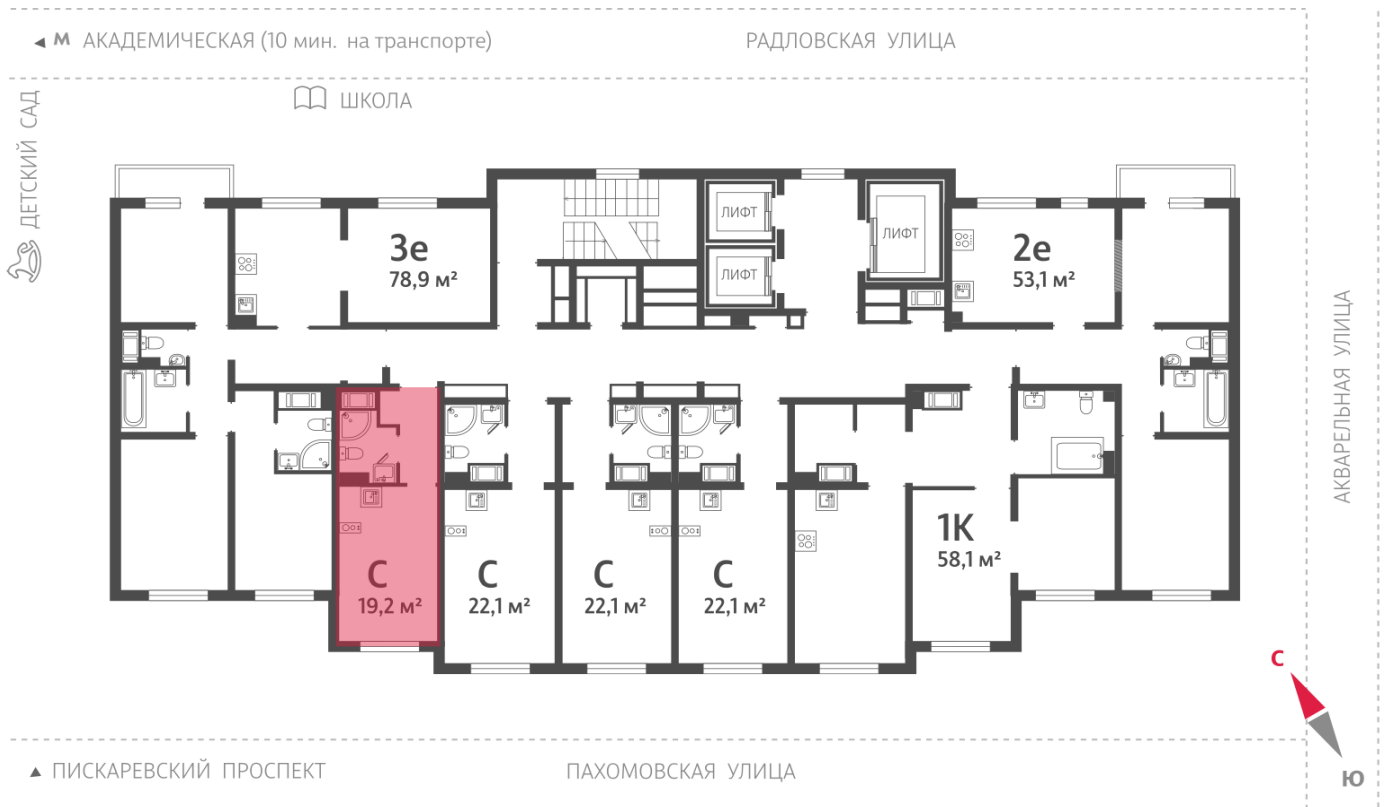 М АКАДЕМИЧЕСКАЯ (10 мин. на транспорте)
РАДЛОВСКАЯ УЛИЦА
ШКОЛА
ДЕТСКИЙ САД
3е
78,9 м²
ЛИФТ
ЛИФТ
ЛИФТ
2е
53,1 м²
АКВАРЕЛЬНАЯ УЛИЦА
С
19,2 м²
С
22,1 м²
С
22,1 м²
С
22,1 м²
1К
58,1 м²
С
Ю
ПИСКАРЕВСКИЙ ПРОСПЕКТ
ПАХОМОВСКАЯ УЛИЦА